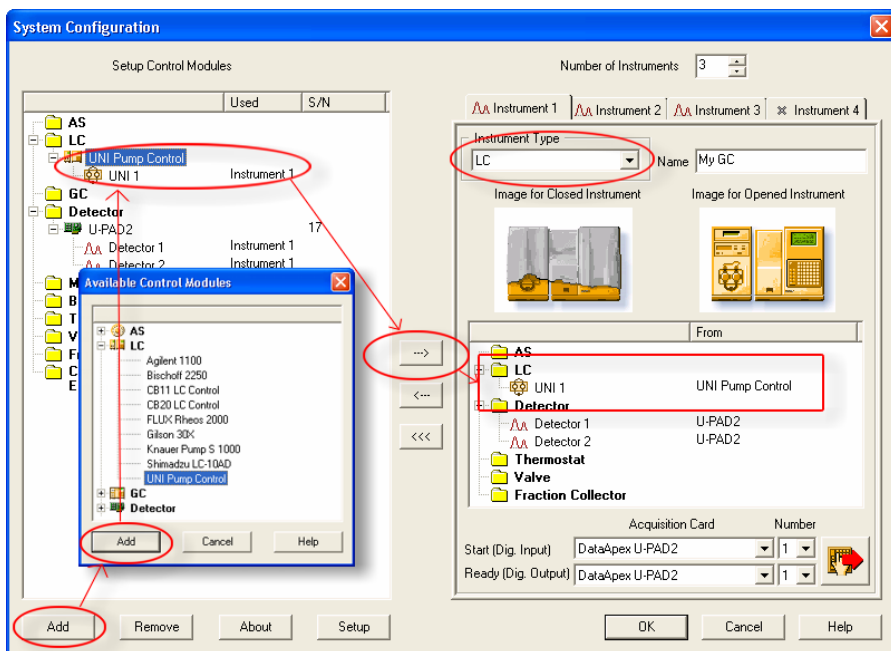 System Configuration
Setup Control Modules
Used S/N
AS
LC
UNI Pump Control
UNI 1 Instrument 1
GC
Detector
U-PAD2 17
Detector 1 Instrument 1
Detector 2 Instrument 1
M
B
T
V
Fr
C
E
Available Control Modules
AS
LC
Agilent 1100
Bischoff 2250
CB11 LC Control
CB20 LC Control
FLUX Rheos 2000
Gilson 30X
Knauer Pump S 1000
Shimadzu LC-10AD
UNI Pump Control
GC
Detector
Add Cancel Help
Add Remove About Setup
--->
<---
<<<
Number of Instruments 3
Instrument 1 Instrument 2 Instrument 3 Instrument 4
Instrument Type
LC Name My GC
Image for Closed Instrument Image for Opened Instrument
From
AS
LC
UNI 1 UNI Pump Control
Detector
Detector 1 U-PAD2
Detector 2 U-PAD2
Thermostat
Valve
Fraction Collector
Acquisition Card Number
Start (Dig. Input) DataApex U-PAD2 1
Ready (Dig. Output) DataApex U-PAD2 1
OK Cancel Help